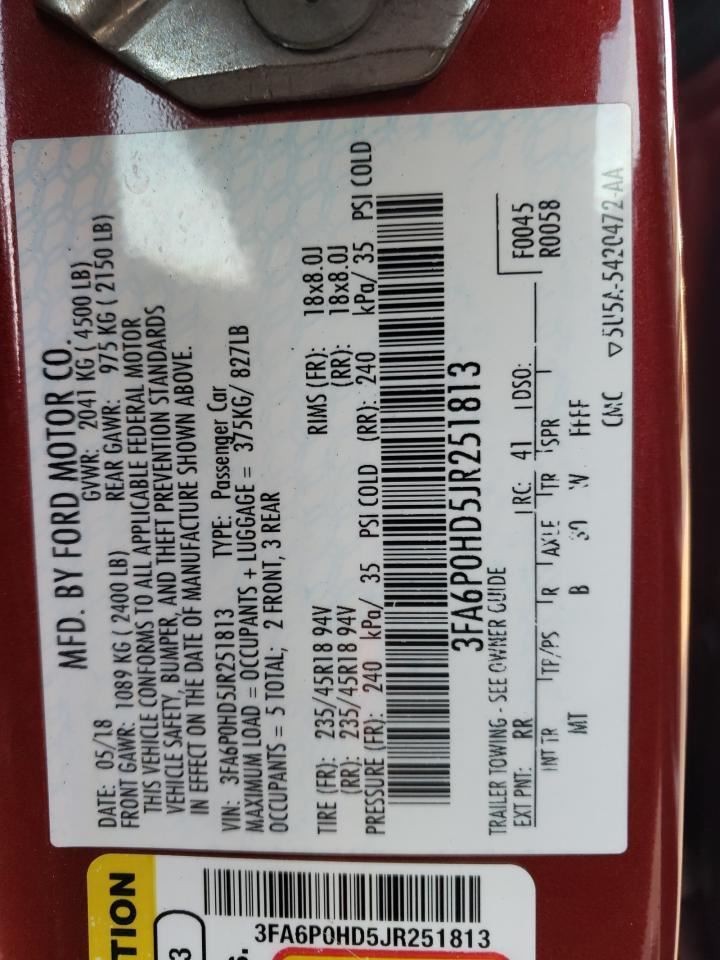 MFD. BY FORD MOTOR CO.
DATE: 05/18 GVWR: 2041 KG ( 4500 LB)
FRONT GAWR: 1089 KG ( 2400 LB) REAR GAWR: 975 KG ( 2150 LB)
THIS VEHICLE CONFORMS TO ALL APPLICABLE FEDERAL MOTOR
VEHICLE SAFETY, BUMPER, AND THEFT PREVENTION STANDARDS
IN EFFECT ON THE DATE OF MANUFACTURE SHOWN ABOVE.
VIN: 3FA6P0HD5JR251813 TYPE: Passenger Car
MAXIMUM LOAD = OCCUPANTS + LUGGAGE = 375KG/ 827LB
OCCUPANTS = 5 TOTAL; 2 FRONT, 3 REAR
TIRE (FR): 235/45R18 94V RIMS (FR): 18x8.0J
(RR): 235/45R18 94V (RR): 18x8.0J
PRESSURE (FR): 240 kPa/ 35 PSI COLD (RR): 240 kPa/ 35 PSI COLD
3FA6P0HD5JR251813
TRAILER TOWING - SEE OWNER GUIDE F0045
EXT PNT: RR RC: 41 DSO: R0058
INT TR TP/PS R AXLE TR SPR
MT B W FFFF
CMC ▽5U5A-5420472-AA
TION
3
S.
3FA6P0HD5JR251813